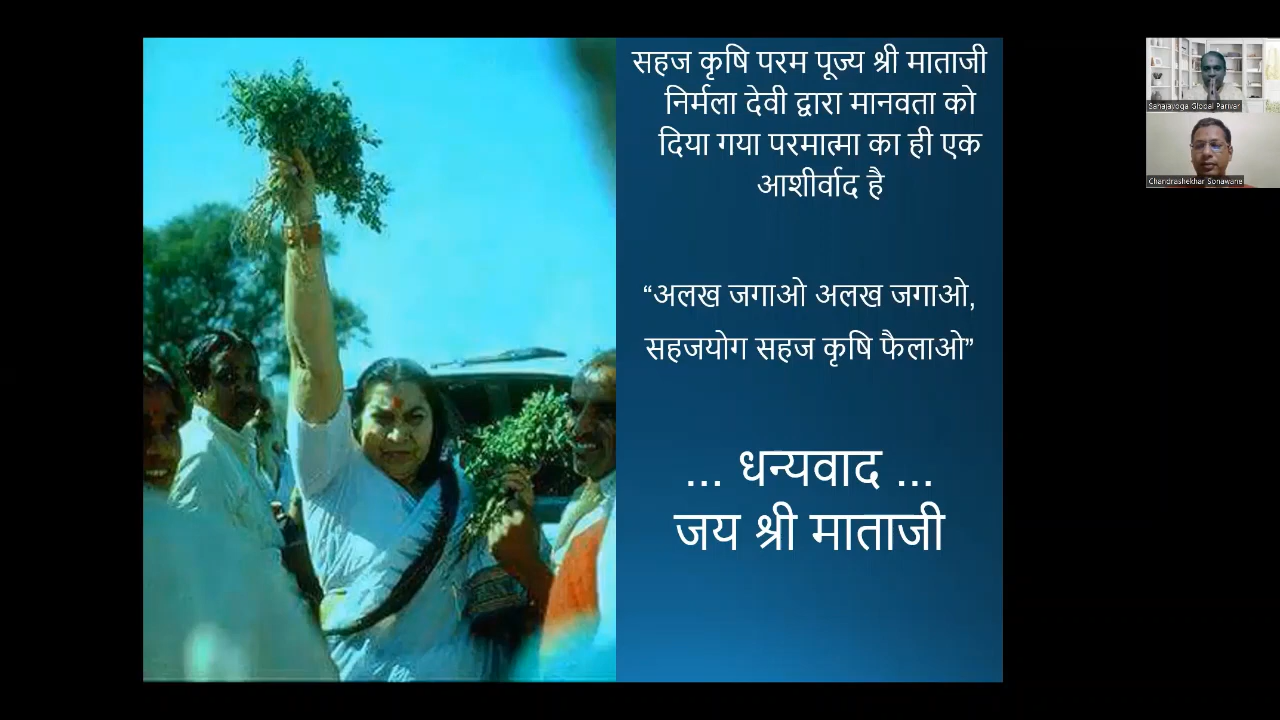 सहज कृषि परम पूज्य श्री माताजी
निर्मला देवी द्वारा मानवता को
दिया गया परमात्मा का ही एक
आशीर्वाद है
“अलख जगाओ अलख जगाओ,
सहजयोग सहज कृषि फैलाओ”
... धन्यवाद ...
जय श्री माताजी
Sahajayoga Global Parivar
Chandrashekhar Sonawane